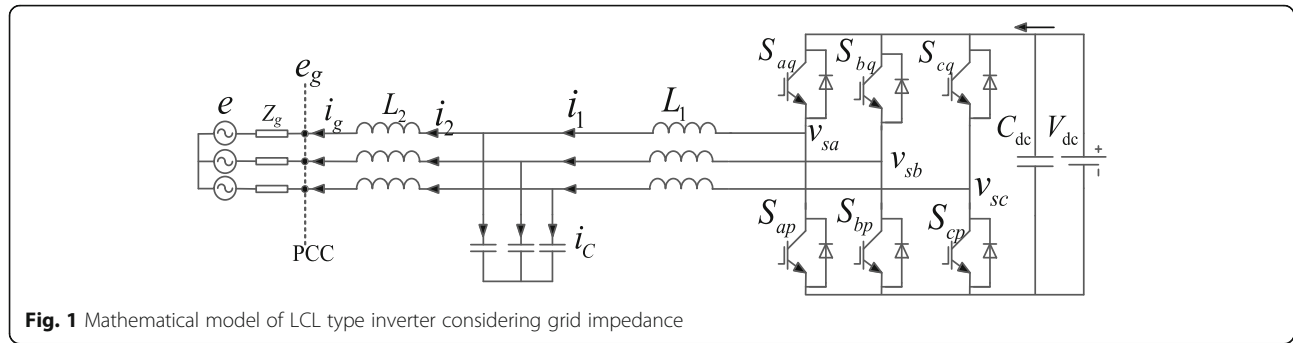 S_aq S_bq S_cq
e_g
e Z_g i_g L_2 i_2 i_1 L_1
C_dc V_dc
v_sa
+
v_sb
-
v_sc
S_ap S_bp S_cp
i_C
PCC
Fig. 1 Mathematical model of LCL type inverter considering grid impedance